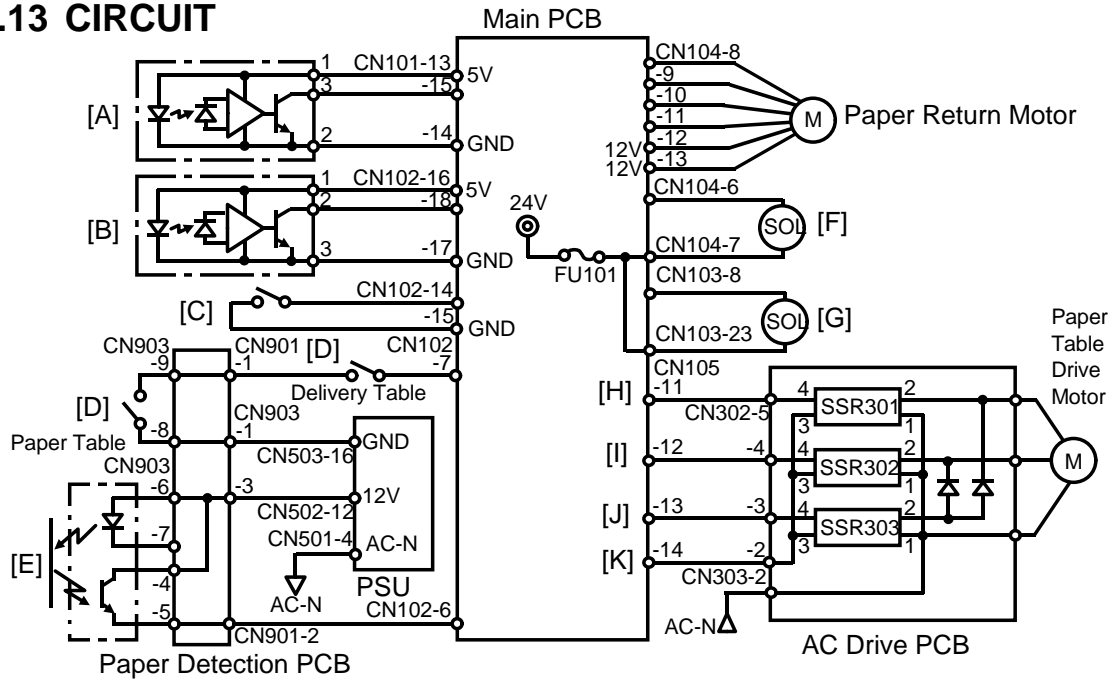 .13 CIRCUIT
Main PCB
[A]
1
CN101-13
5V
3
-15
2
-14
GND
[B]
1
CN102-16
5V
2
-18
3
-17
GND
[C]
CN102-14
-15
GND
CN903
-9
CN901
-1
[D]
Delivery Table
CN102
-7
[D]
Paper Table
-8
CN903
-1
CN503-16
GND
CN903
-6
-3
CN502-12
12V
-7
CN501-4
AC-N
[E]
-4
AC-N
PSU
-5
CN901-2
CN102-6
Paper Detection PCB
24V
FU101
CN104-8
-9
-10
-11
-12
12V
-13
12V
M
Paper Return Motor
CN104-6
SOL
[F]
CN104-7
CN103-8
SOL
[G]
CN103-23
CN105
[H]
-11
CN302-5
4
SSR301
2
3
1
[I]
-12
-4
4
SSR302
2
3
1
[J]
-13
-3
4
SSR303
2
3
1
[K]
-14
-2
CN303-2
AC-N
AC Drive PCB
Paper
Table
Drive
Motor
M